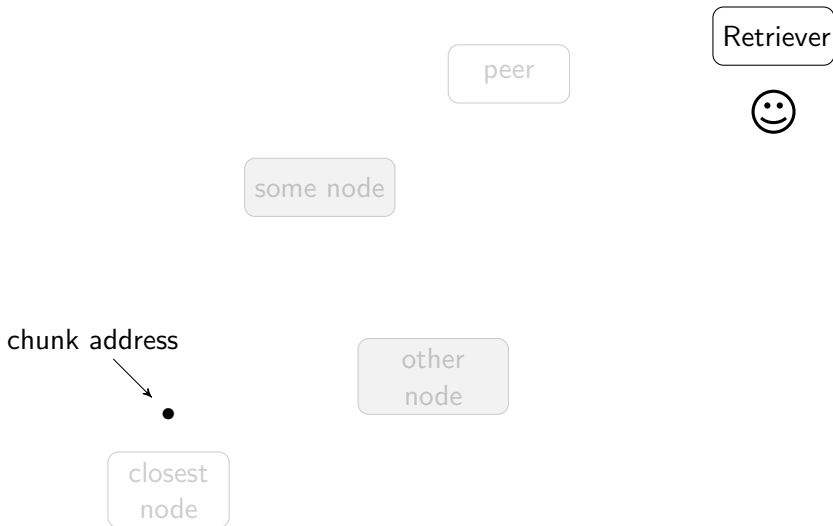 Retriever
peer
some node
chunk address
other
node
closest
node